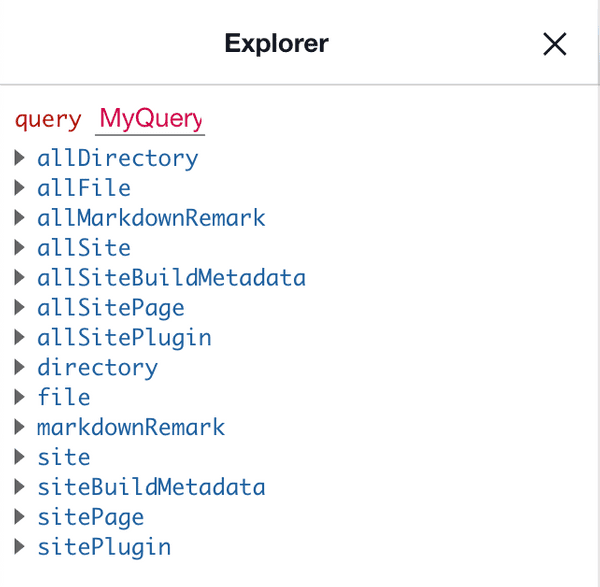 Explorer
query MyQuery
allDirectory
allFile
allMarkdownRemark
allSite
allSiteBuildMetadata
allSitePage
allSitePlugin
directory
file
markdownRemark
site
siteBuildMetadata
sitePage
sitePlugin